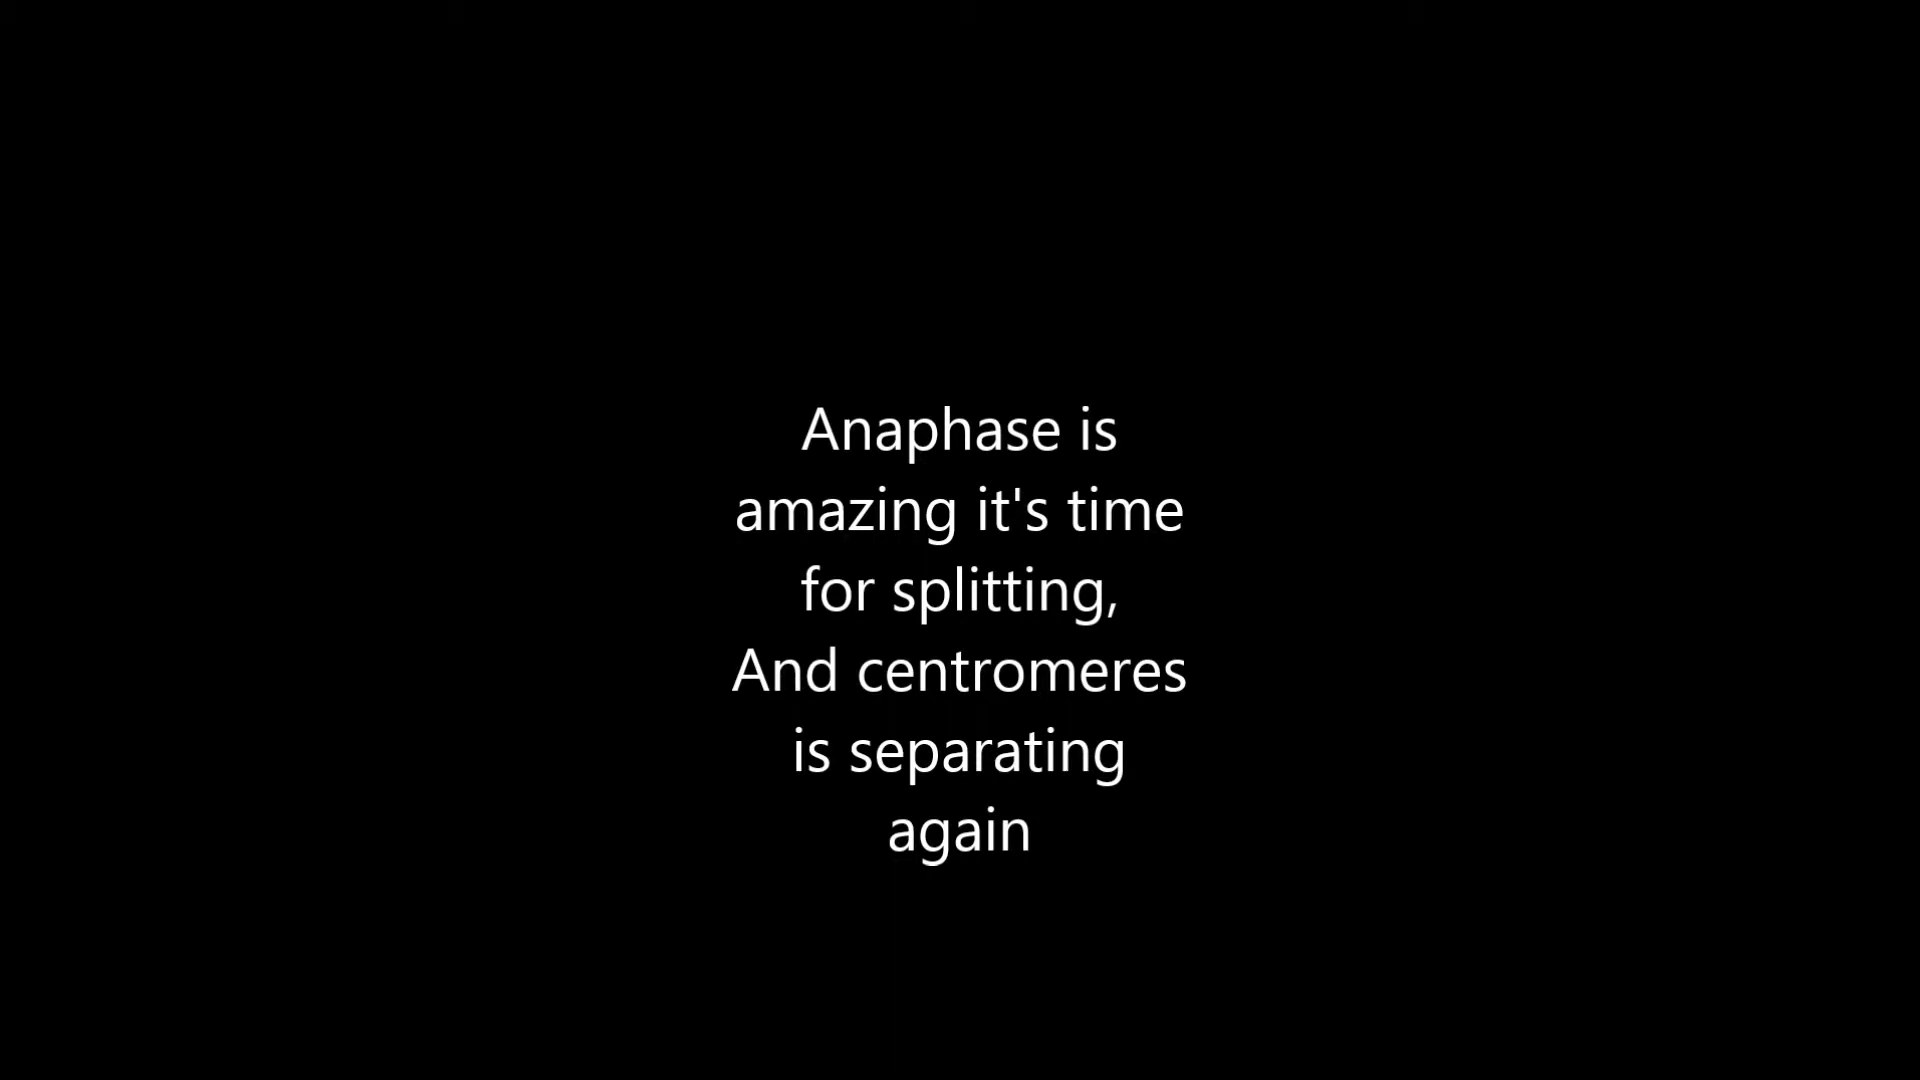 Anaphase is
amazing it's time
for splitting,
And centromeres
is separating
again